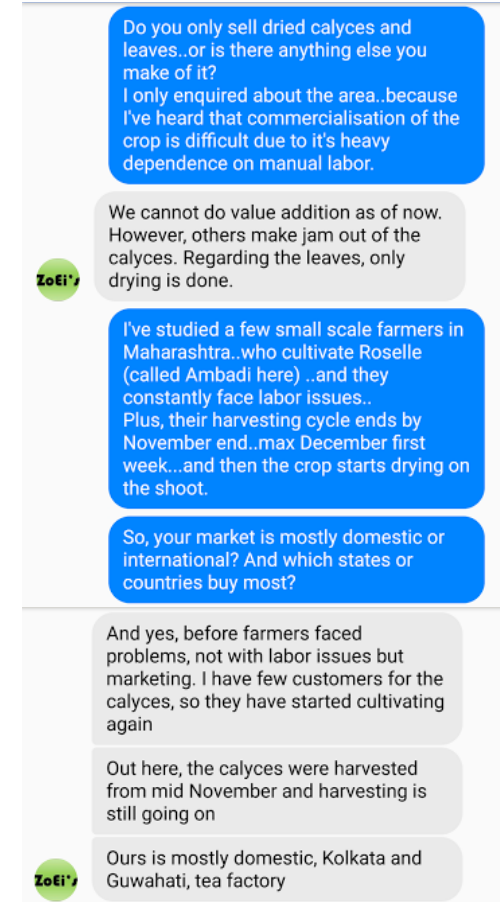 Do you only sell dried calyces and
leaves..or is there anything else you
make of it?
I only enquired about the area..because
I've heard that commercialisation of the
crop is difficult due to it's heavy
dependence on manual labor.
We cannot do value addition as of now.
However, others make jam out of the
calyces. Regarding the leaves, only
drying is done.
ZoEi's
I've studied a few small scale farmers in
Maharashtra..who cultivate Roselle
(called Ambadi here) ..and they
constantly face labor issues..
Plus, their harvesting cycle ends by
November end..max December first
week...and then the crop starts drying on
the shoot.
So, your market is mostly domestic or
international? And which states or
countries buy most?
And yes, before farmers faced
problems, not with labor issues but
marketing. I have few customers for the
calyces, so they have started cultivating
again
Out here, the calyces were harvested
from mid November and harvesting is
still going on
Ours is mostly domestic, Kolkata and
Guwahati, tea factory
ZoEi's